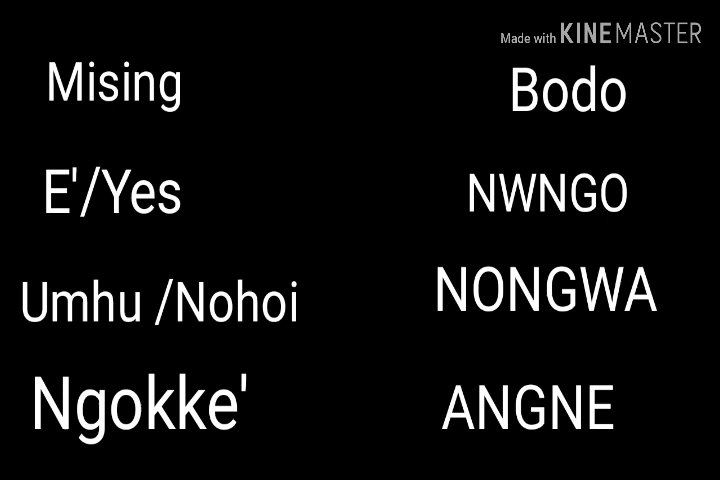 Made with KINEMASTER
Mising Bodo
E'/Yes NWNGO
Umhu /Nohoi NONGWA
Ngokke' ANGNE